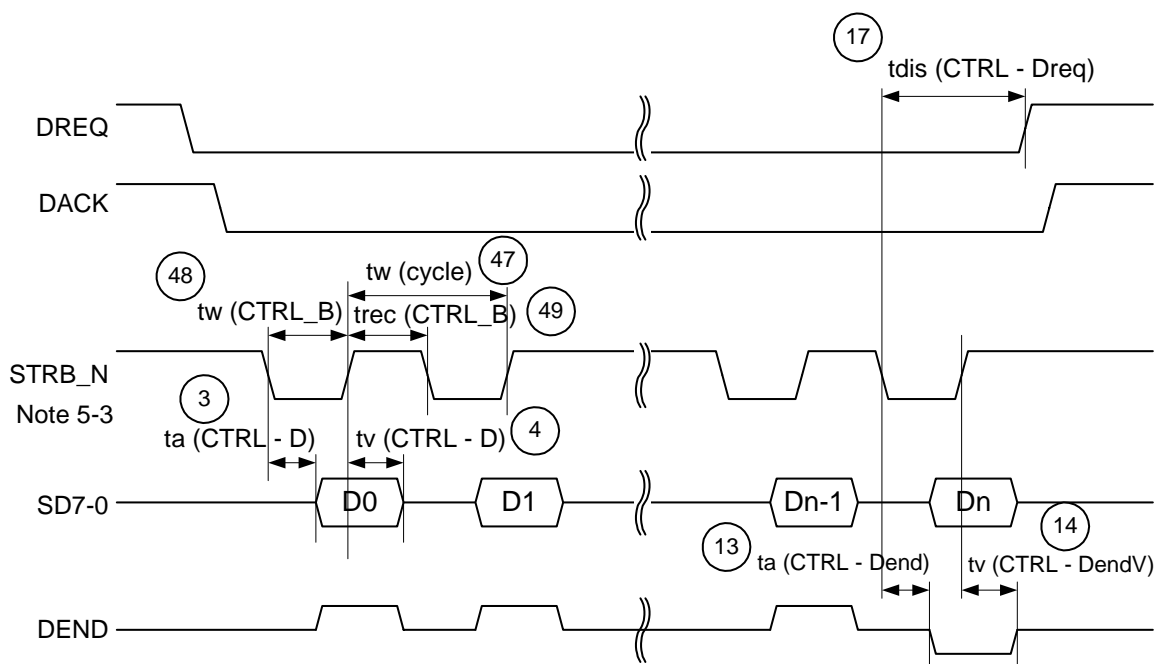 17
tdis (CTRL - Dreq)
DREQ
DACK
48
tw (cycle)
47
tw (CTRL_B)
trec (CTRL_B)
49
STRB_N
Note 5-3
3
ta (CTRL - D)
tv (CTRL - D)
4
SD7-0
D0
D1
Dn-1
Dn
13
ta (CTRL - Dend)
14
tv (CTRL - DendV)
DEND